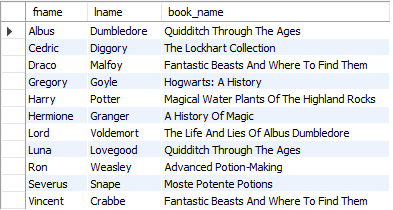 fname lname book_name
Albus Dumbledore Quidditch Through The Ages
Cedric Diggory The Lockhart Collection
Draco Malfoy Fantastic Beasts And Where To Find Them
Gregory Goyle Hogwarts: A History
Harry Potter Magical Water Plants Of The Highland Rocks
Hermione Granger A History Of Magic
Lord Voldemort The Life And Lies Of Albus Dumbledore
Luna Lovegood Quidditch Through The Ages
Ron Weasley Advanced Potion-Making
Severus Snape Moste Potente Potions
Vincent Crabbe Fantastic Beasts And Where To Find Them